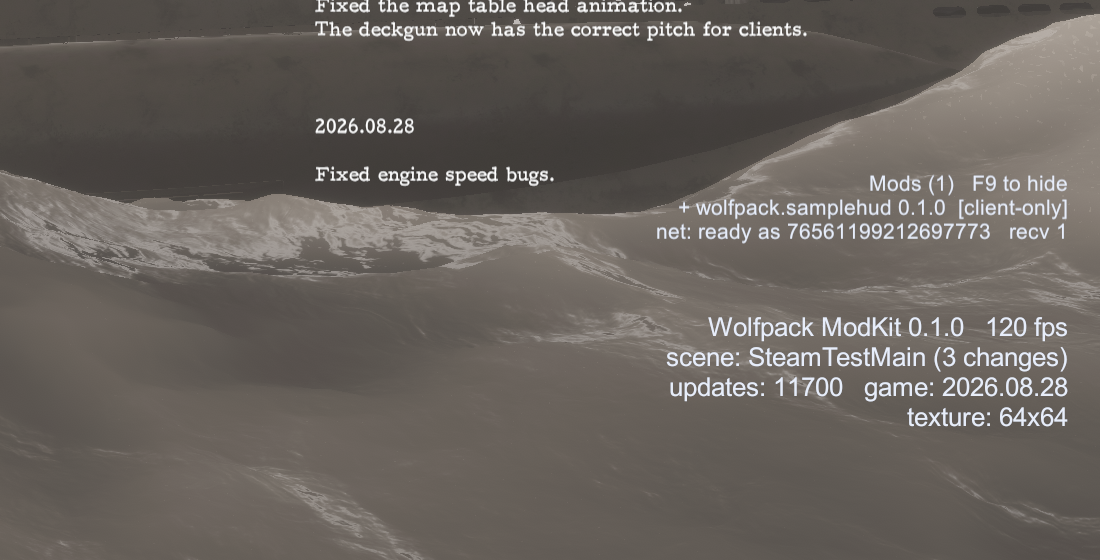 Fixed the map table head animation.
The deckgun now has the correct pitch for clients.
2026.08.28
Fixed engine speed bugs.
Mods (1) F9 to hide
+ wolfpack.samplehud 0.1.0 [client-only]
net: ready as 76561199212697773 recv 1
Wolfpack ModKit 0.1.0 120 fps
scene: SteamTestMain (3 changes)
updates: 11700 game: 2026.08.28
texture: 64x64